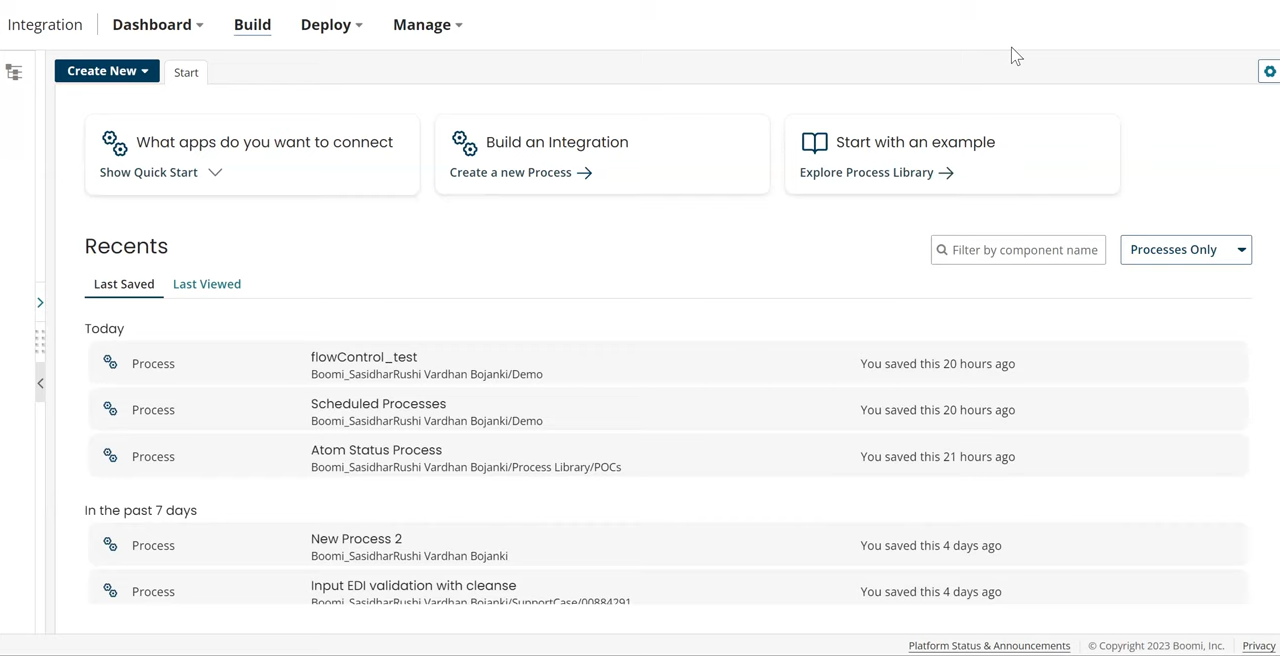 Integration Dashboard Build Deploy Manage
Create New Start
What apps do you want to connect
Show Quick Start
Build an Integration
Create a new Process
Start with an example
Explore Process Library
Recents
Filter by component name Processes Only
Last Saved Last Viewed
Today
Process flowControl_test You saved this 20 hours ago
Boomi_SasidharRushi Vardhan Bojanki/Demo
Process Scheduled Processes You saved this 20 hours ago
Boomi_SasidharRushi Vardhan Bojanki/Demo
Process Atom Status Process You saved this 21 hours ago
Boomi_SasidharRushi Vardhan Bojanki/Process Library/POCs
In the past 7 days
Process New Process 2 You saved this 4 days ago
Boomi_SasidharRushi Vardhan Bojanki
Process Input EDI validation with cleanse You saved this 4 days ago
Boomi_SasidharRushi Vardhan Bojanki/SupportCase/00884291
Platform Status & Announcements © Copyright 2023 Boomi, Inc. Privacy